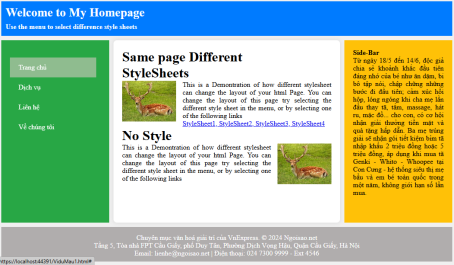 Welcome to My Homepage
Use the menu to select difference style sheets
Trang chủ
Dịch vụ
Liên hệ
Về chúng tôi
Same page Different
StyleSheets
This is a Demontration of how different stylesheet
can change the layout of your html Page. You can
change the layout of this page try selecting the
different style sheet in the menu, or by selecting one
of the following links
StyleSheet1, StyleSheet2, StyleSheet3, StyleSheet4
No Style
This is a Demontration of how different stylesheet
can change the layout of your html Page. You can
change the layout of this page try selecting the
different style sheet in the menu, or by selecting one
of the following links
Side-Bar
Từ ngày 18/5 đến 14/6, độc giả
chia sẻ khoảnh khắc đầu tiên
đáng nhớ của bé như ăn dặm, bi
bô tập nói, chập chững những
bước đi đầu tiên; cảm xúc hồi
hộp, lóng ngóng khi cha mẹ lần
đầu thay tã, tắm, massage, hát
ru, mặc đồ... cho con, có cơ hội
nhận giải thưởng tiền mặt và
quà tặng hấp dẫn. Ba mẹ trúng
giải sẽ nhận gói tiết kiệm bỉm tã
nhập khẩu 2 triệu đồng hoặc 5
triệu đồng, áp dụng khi mua tã
Genki - Whito - Whoopee tại
Con Cưng - hệ thống siêu thị mẹ
bầu và em bé toàn quốc trong
một năm, không giới hạn số lần
mua.
Chuyên mục văn hoá giải trí của VnExpress. © 2024 Ngoisao.net
Tầng 5, Tòa nhà FPT Cầu Giấy, phố Duy Tân, Phường Dịch Vọng Hậu, Quận Cầu Giấy, Hà Nội
Email: lienhe@ngoisao.net | Điện thoại: 024 7300 9999 - Ext 4546
https://localhost:44391/ViduMau1.html#